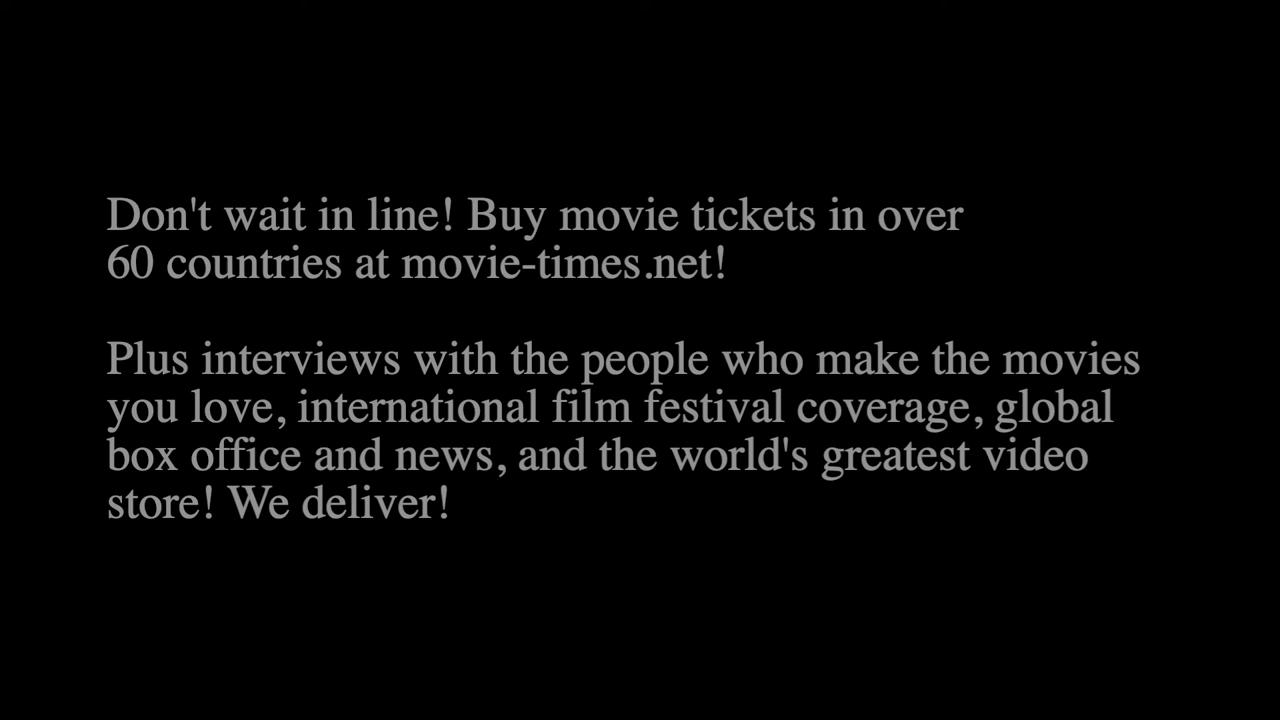 Don't wait in line! Buy movie tickets in over
60 countries at movie-times.net!
Plus interviews with the people who make the movies
you love, international film festival coverage, global
box office and news, and the world's greatest video
store! We deliver!